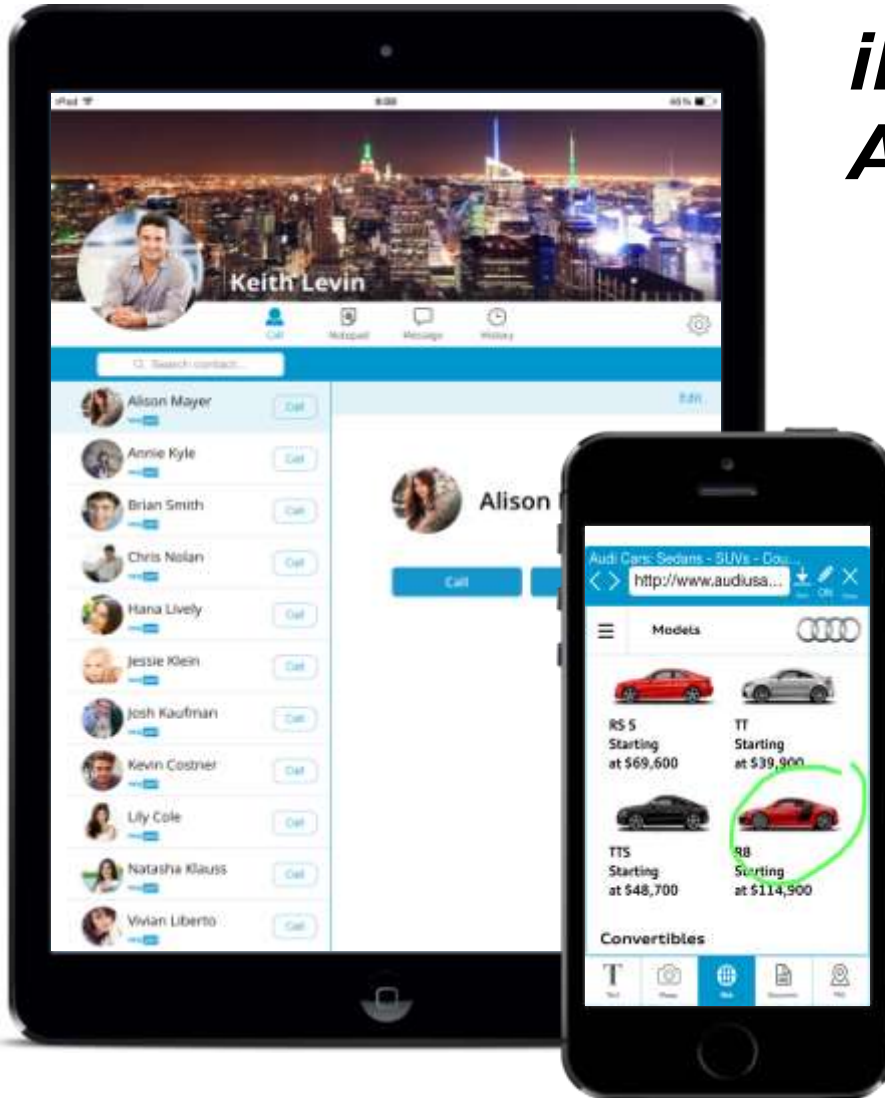 iPad
9:00
46%
Keith Levin
Call
Notepad
Message
History
Search contact...
Edit
Alison Mayer
Call
Annie Kyle
Call
Brian Smith
Call
Chris Nolan
Call
Hana Lively
Call
Jessie Klein
Call
Josh Kaufman
Call
Kevin Costner
Call
Lily Cole
Call
Natasha Klauss
Call
Vivian Liberto
Call
Alison
Call
Audi Cars: Sedans - SUVs - Cou...
http://www.audiusa...
ON
Models
RS 5
Starting
at $69,600
TT
Starting
at $39,900
TTS
Starting
at $48,700
R8
Starting
at $114,900
Convertibles
T
Text
Photo
Web
Document